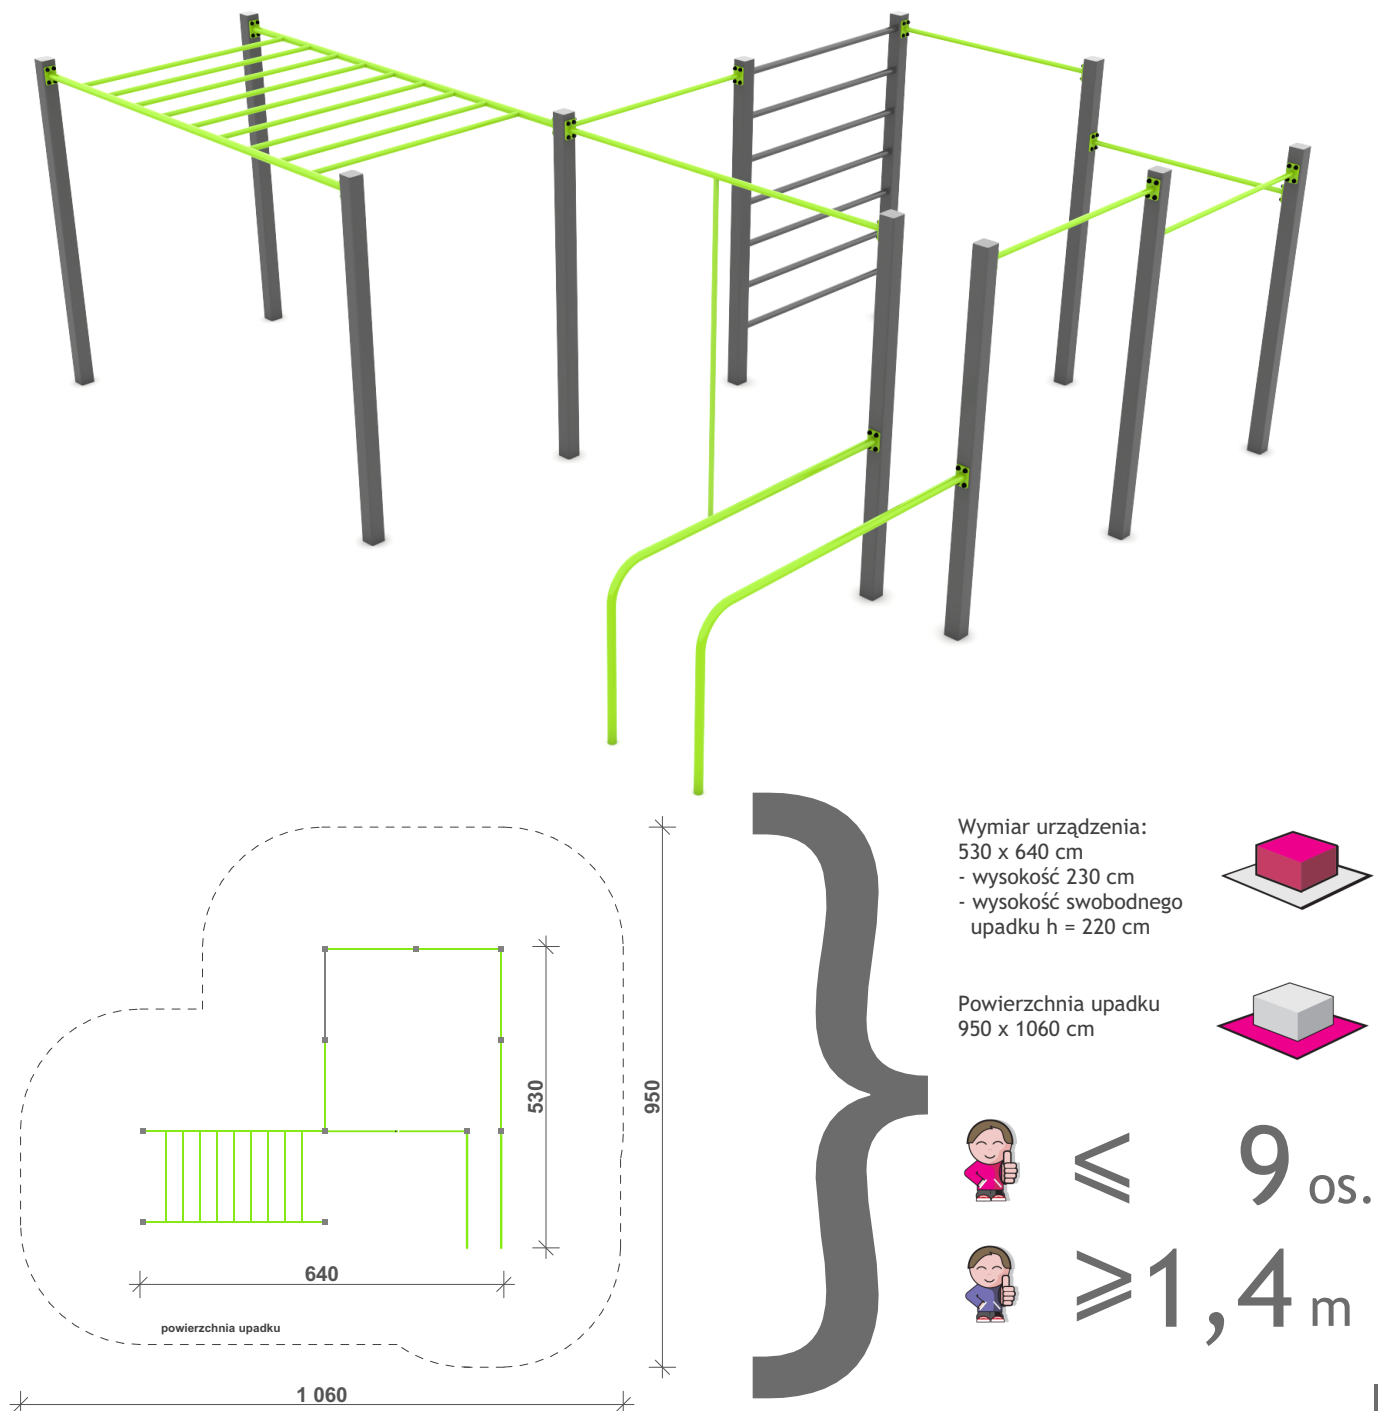 Wymiar urządzenia:
530 x 640 cm
- wysokość 230 cm
- wysokość swobodnego
upadku h = 220 cm
Powierzchnia upadku
950 x 1060 cm
⩽ 9 os.
⩾1,4 m
530
950
640
powierzchnia upadku
1 060